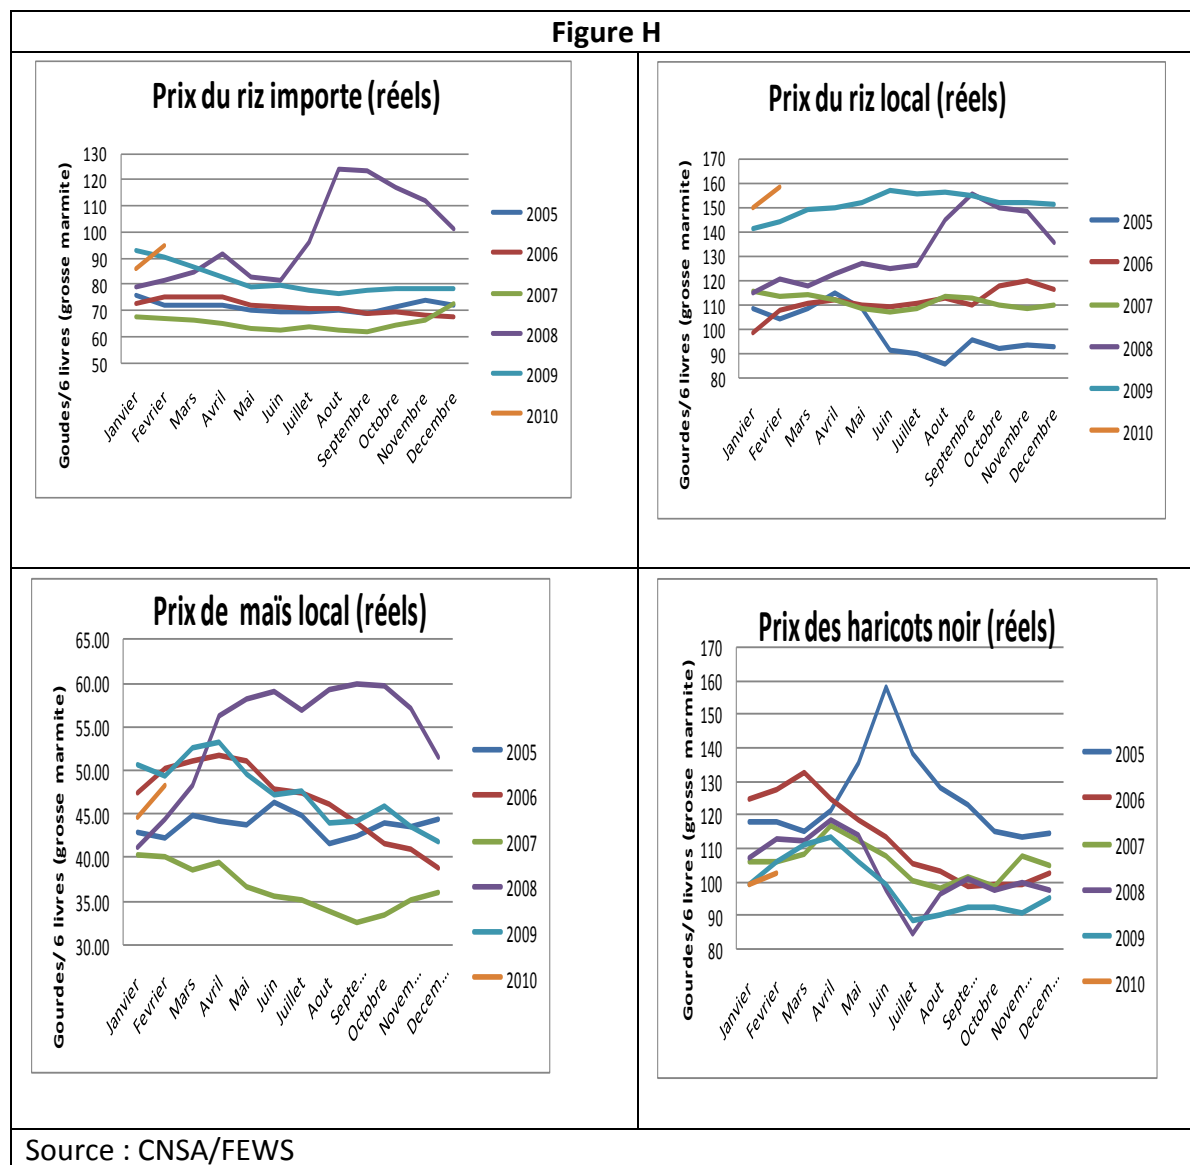 Figure H
Prix du riz importe (réels)
Goudes/6 livres (grosse marmite)
130
120
110
100
90
80
70
60
50
Janvier
Fevrier
Mars
Avril
Mai
Juin
Juillet
Aout
Septembre
Octobre
Novembre
Decembre
2005
2006
2007
2008
2009
2010
Prix du riz local (réels)
Gourdes/6 livres (grosse marmite)
170
160
150
140
130
120
110
100
90
80
Janvier
Fevrier
Mars
Avril
Mai
Juin
Juillet
Aout
Septembre
Octobre
Novembre
Decembre
2005
2006
2007
2008
2009
2010
Prix de maïs local (réels)
Gourdes/ 6 livres (grosse marmite)
65.00
60.00
55.00
50.00
45.00
40.00
35.00
30.00
Janvier
Fevrier
Mars
Avril
Mai
Juin
Juillet
Aout
Septe...
Octobre
Novem...
Decem...
2005
2006
2007
2008
2009
2010
Prix des haricots noir (réels)
Gourdes/6 livres (grosse marmite)
170
160
150
140
130
120
110
100
90
80
Janvier
Fevrier
Mars
Avril
Mai
Juin
Juillet
Aout
Septe...
Octobre
Novem...
Decem...
2005
2006
2007
2008
2009
2010
Source : CNSA/FEWS